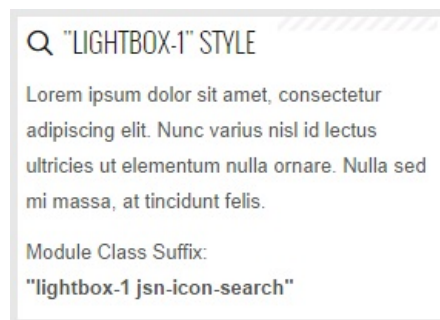 "LIGHTBOX-1" STYLE
Lorem ipsum dolor sit amet, consectetur
adipiscing elit. Nunc varius nisl id lectus
ultricies ut elementum nulla ornare. Nulla sed
mi massa, at tincidunt felis.
Module Class Suffix:
"lightbox-1 jsn-icon-search"